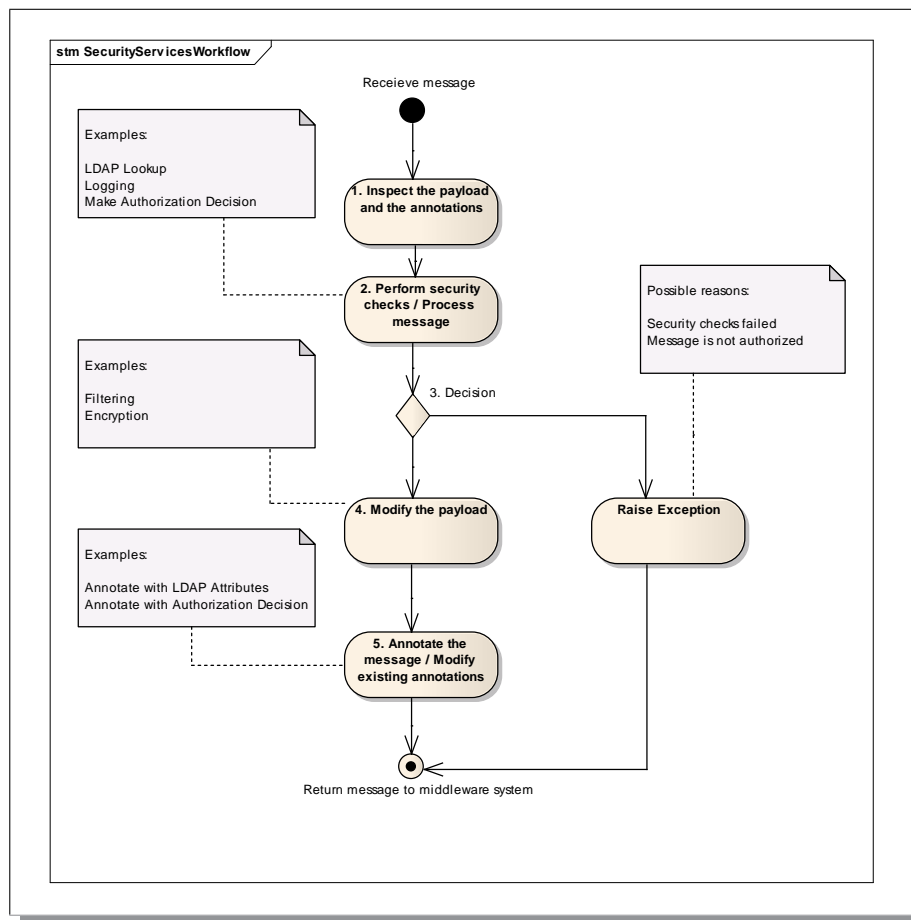 stm SecurityServicesWorkflow
Receieve message
Examples:
LDAP Lookup
Logging
Make Authorization Decision
1. Inspect the payload
and the annotations
2. Perform security
checks / Process
message
Possible reasons:
Security checks failed
Message is not authorized
Examples:
Filtering
Encryption
3. Decision
4. Modify the payload
Raise Exception
Examples:
Annotate with LDAP Attributes
Annotate with Authorization Decision
5. Annotate the
message / Modify
existing annotations
Return message to middleware system